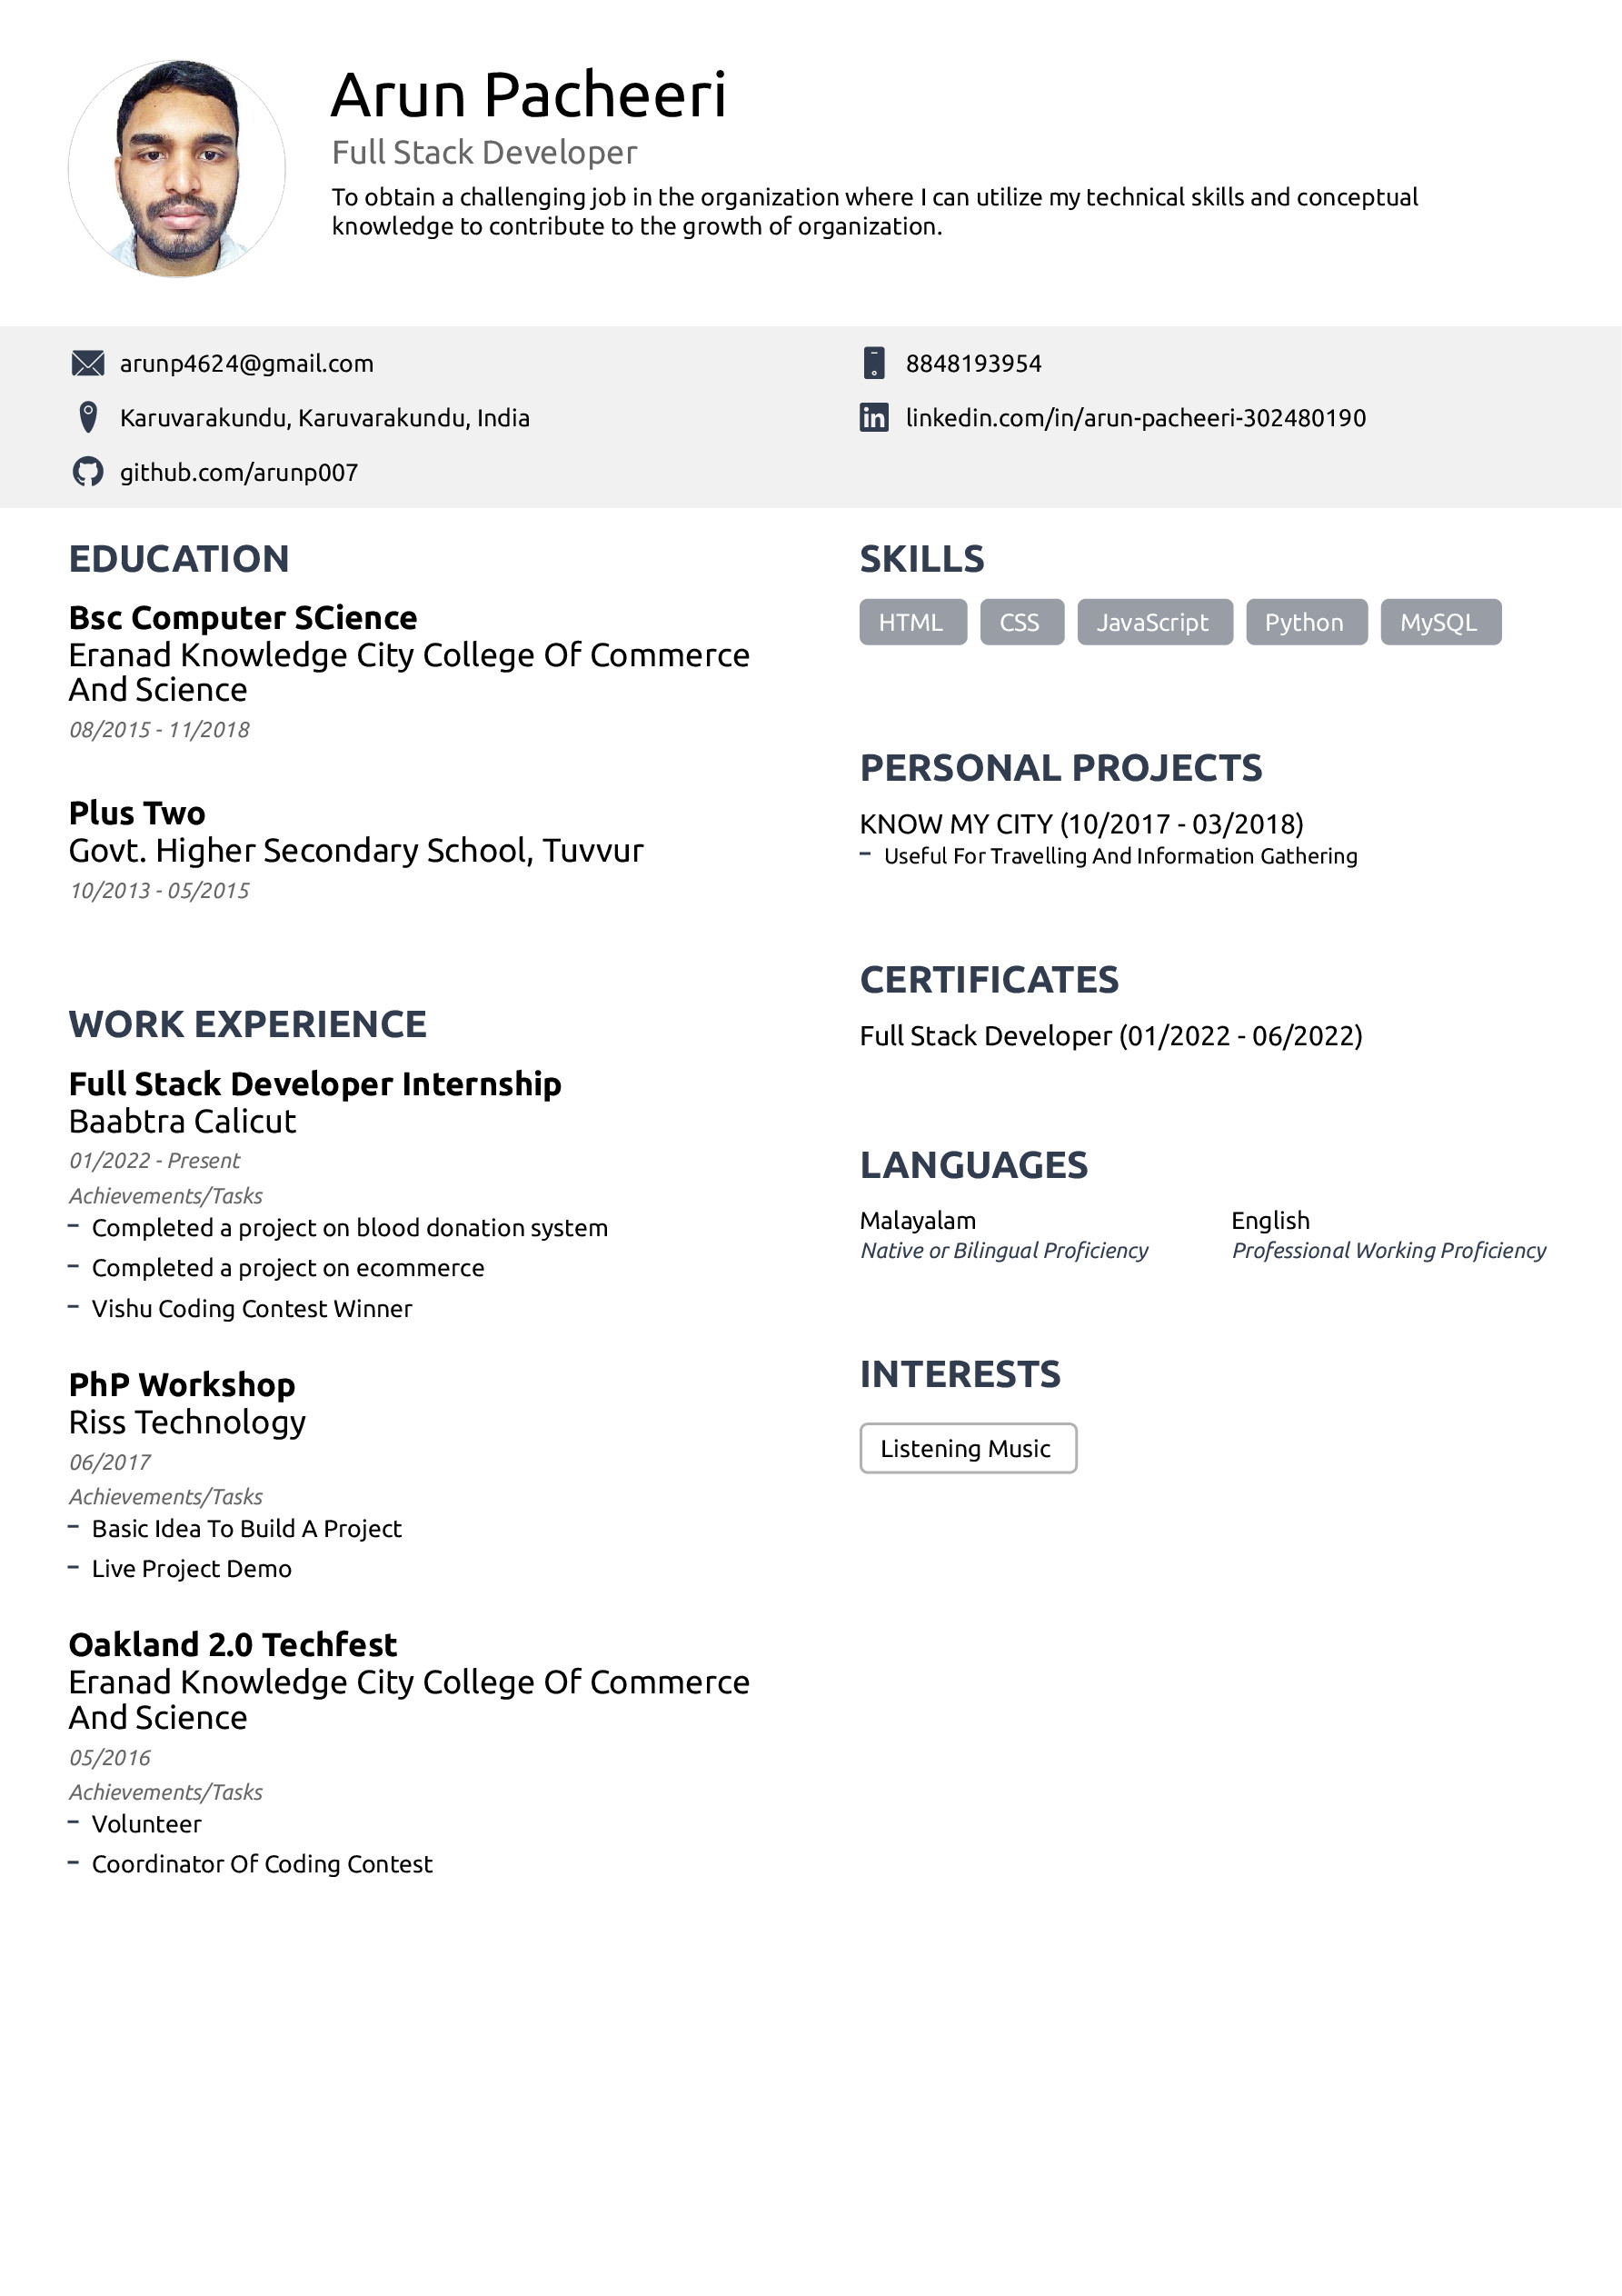 Arun Pacheeri
Full Stack Developer
To obtain a challenging job in the organization where I can utilize my technical skills and conceptual
knowledge to contribute to the growth of organization.
arunp4624@gmail.com
8848193954
Karuvarakundu, Karuvarakundu, India
linkedin.com/in/arun-pacheeri-302480190
github.com/arunp007
EDUCATION
Bsc Computer SCience
Eranad Knowledge City College Of Commerce
And Science
08/2015 - 11/2018
Plus Two
Govt. Higher Secondary School, Tuvvur
10/2013 - 05/2015
WORK EXPERIENCE
Full Stack Developer Internship
Baabtra Calicut
01/2022 - Present
Achievements/Tasks
– Completed a project on blood donation system
– Completed a project on ecommerce
– Vishu Coding Contest Winner
PhP Workshop
Riss Technology
06/2017
Achievements/Tasks
– Basic Idea To Build A Project
– Live Project Demo
Oakland 2.0 Techfest
Eranad Knowledge City College Of Commerce
And Science
05/2016
Achievements/Tasks
– Volunteer
– Coordinator Of Coding Contest
SKILLS
HTML CSS JavaScript Python MySQL
PERSONAL PROJECTS
KNOW MY CITY (10/2017 - 03/2018)
– Useful For Travelling And Information Gathering
CERTIFICATES
Full Stack Developer (01/2022 - 06/2022)
LANGUAGES
Malayalam
Native or Bilingual Proficiency
English
Professional Working Proficiency
INTERESTS
Listening Music